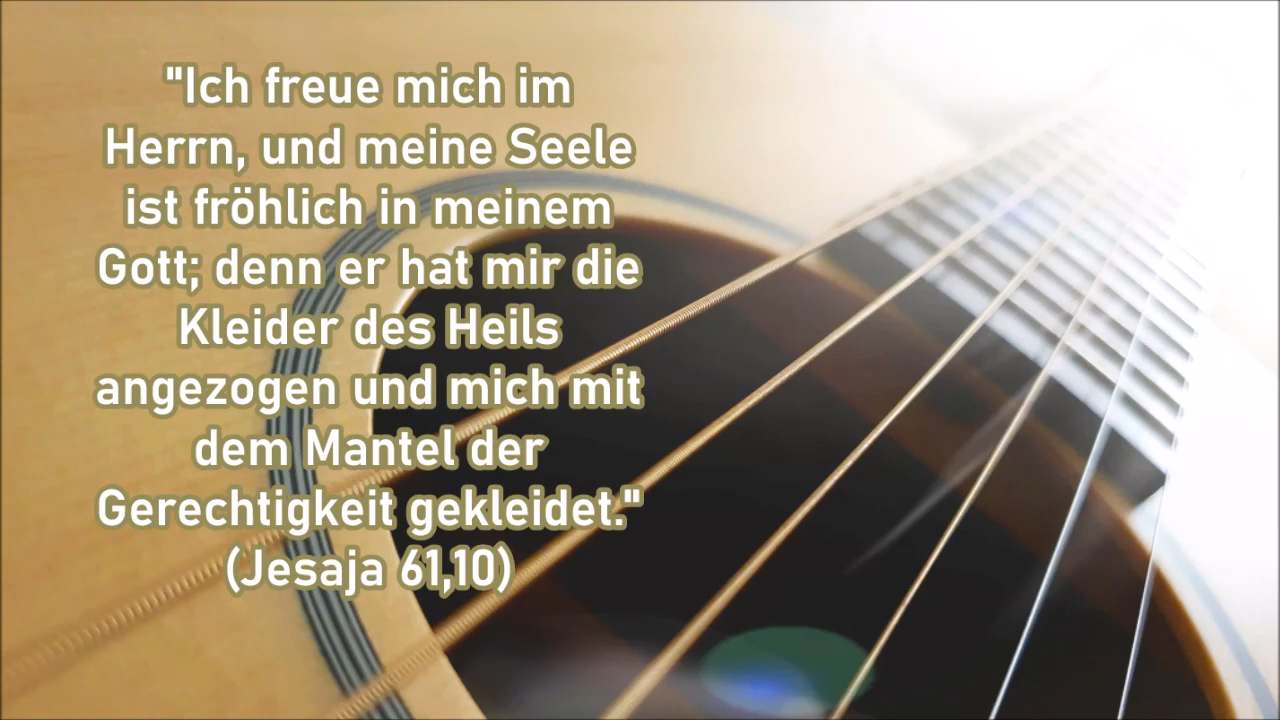 "Ich freue mich im
Herrn, und meine Seele
ist fröhlich in meinem
Gott; denn er hat mir die
Kleider des Heils
angezogen und mich mit
dem Mantel der
Gerechtigkeit gekleidet."
(Jesaja 61,10)